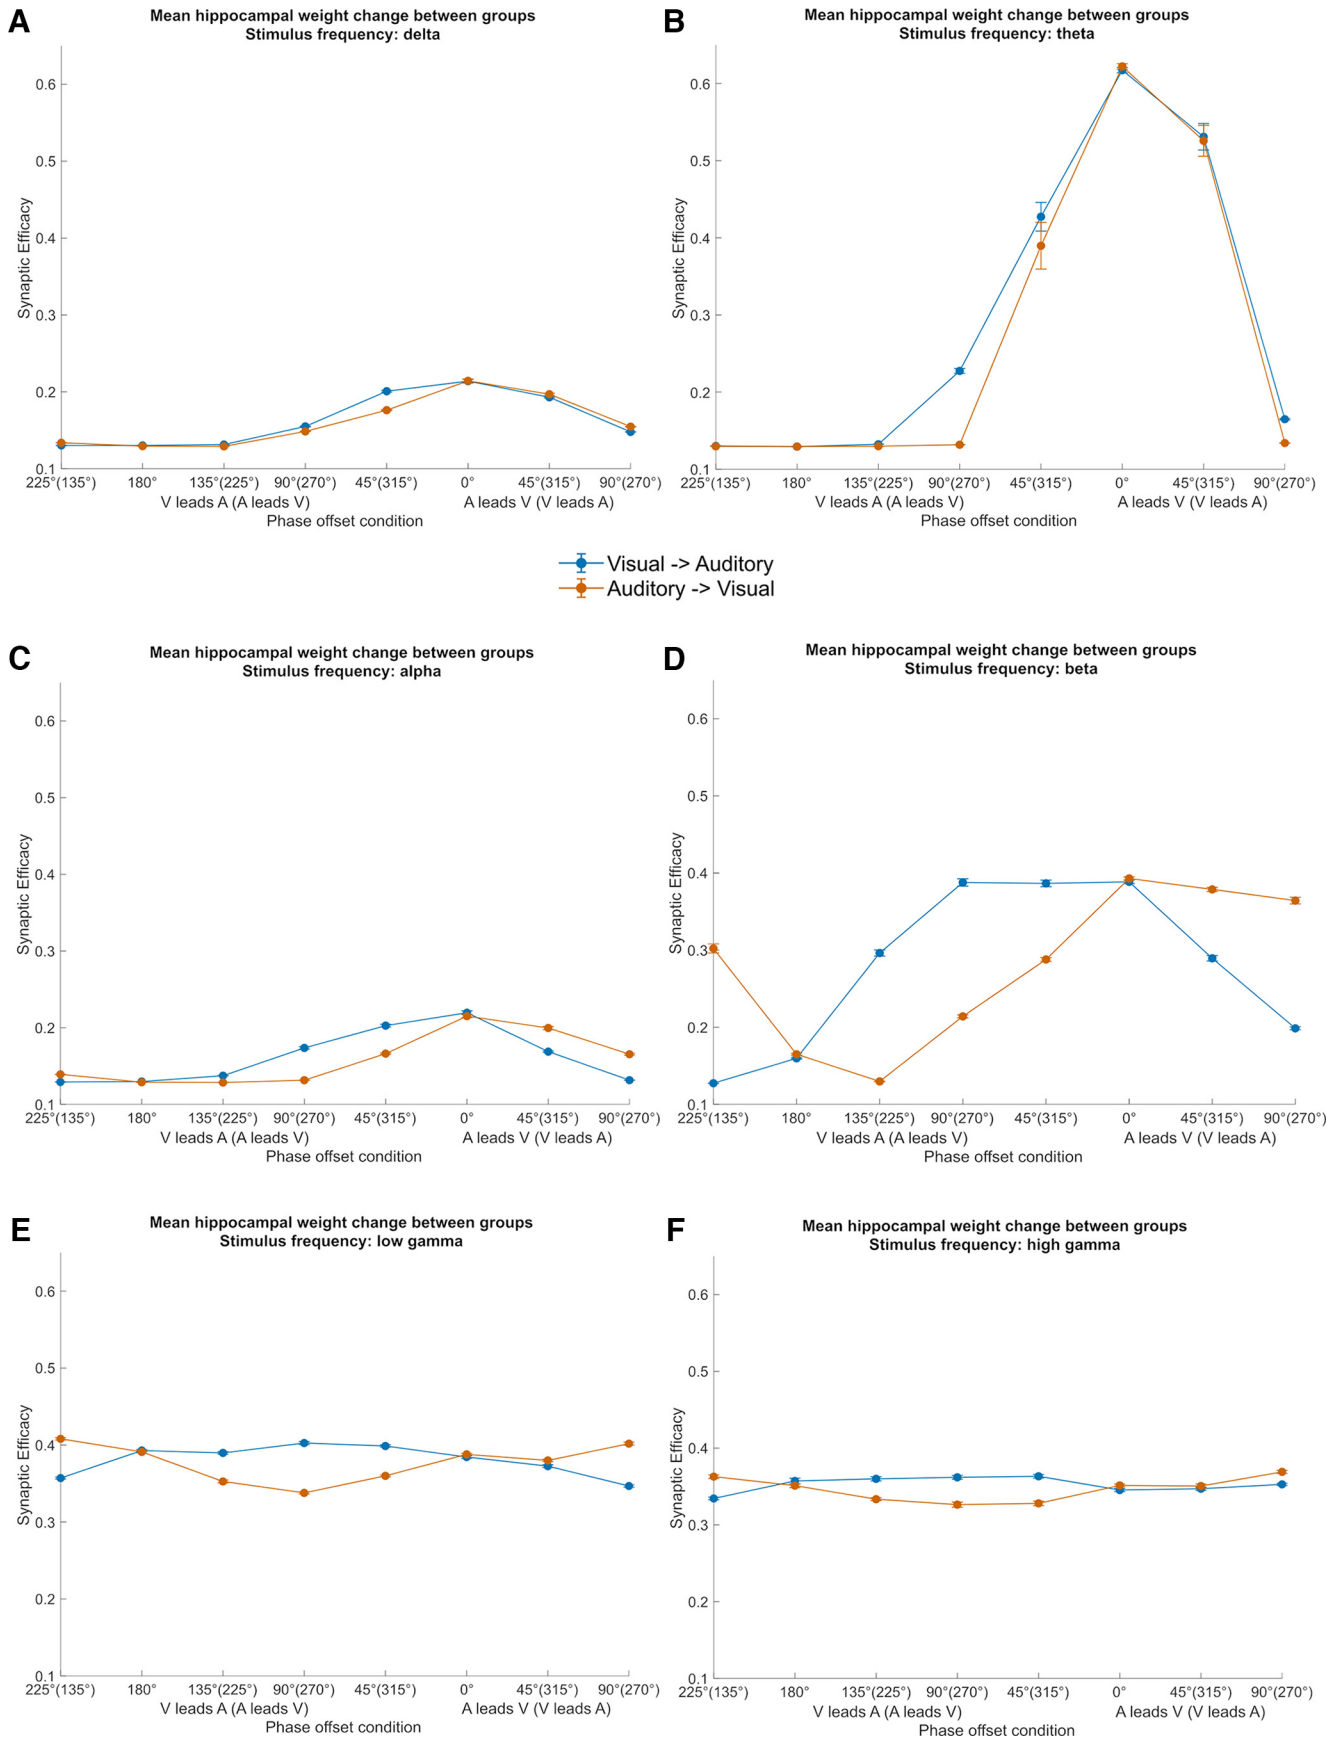 A
Mean hippocampal weight change between groups
Stimulus frequency: delta
Synaptic Efficacy
0.6
0.5
0.4
0.3
0.2
0.1
225°(135°) 180° 135°(225°) 90°(270°) 45°(315°) 0° 45°(315°) 90°(270°)
V leads A (A leads V) A leads V (V leads A)
Phase offset condition
B
Mean hippocampal weight change between groups
Stimulus frequency: theta
Synaptic Efficacy
0.6
0.5
0.4
0.3
0.2
0.1
225°(135°) 180° 135°(225°) 90°(270°) 45°(315°) 0° 45°(315°) 90°(270°)
V leads A (A leads V) A leads V (V leads A)
Phase offset condition
Visual -> Auditory
Auditory -> Visual
C
Mean hippocampal weight change between groups
Stimulus frequency: alpha
Synaptic Efficacy
0.6
0.5
0.4
0.3
0.2
0.1
225°(135°) 180° 135°(225°) 90°(270°) 45°(315°) 0° 45°(315°) 90°(270°)
V leads A (A leads V) A leads V (V leads A)
Phase offset condition
D
Mean hippocampal weight change between groups
Stimulus frequency: beta
Synaptic Efficacy
0.6
0.5
0.4
0.3
0.2
0.1
225°(135°) 180° 135°(225°) 90°(270°) 45°(315°) 0° 45°(315°) 90°(270°)
V leads A (A leads V) A leads V (V leads A)
Phase offset condition
E
Mean hippocampal weight change between groups
Stimulus frequency: low gamma
Synaptic Efficacy
0.6
0.5
0.4
0.3
0.2
0.1
225°(135°) 180° 135°(225°) 90°(270°) 45°(315°) 0° 45°(315°) 90°(270°)
V leads A (A leads V) A leads V (V leads A)
Phase offset condition
F
Mean hippocampal weight change between groups
Stimulus frequency: high gamma
Synaptic Efficacy
0.6
0.5
0.4
0.3
0.2
0.1
225°(135°) 180° 135°(225°) 90°(270°) 45°(315°) 0° 45°(315°) 90°(270°)
V leads A (A leads V) A leads V (V leads A)
Phase offset condition